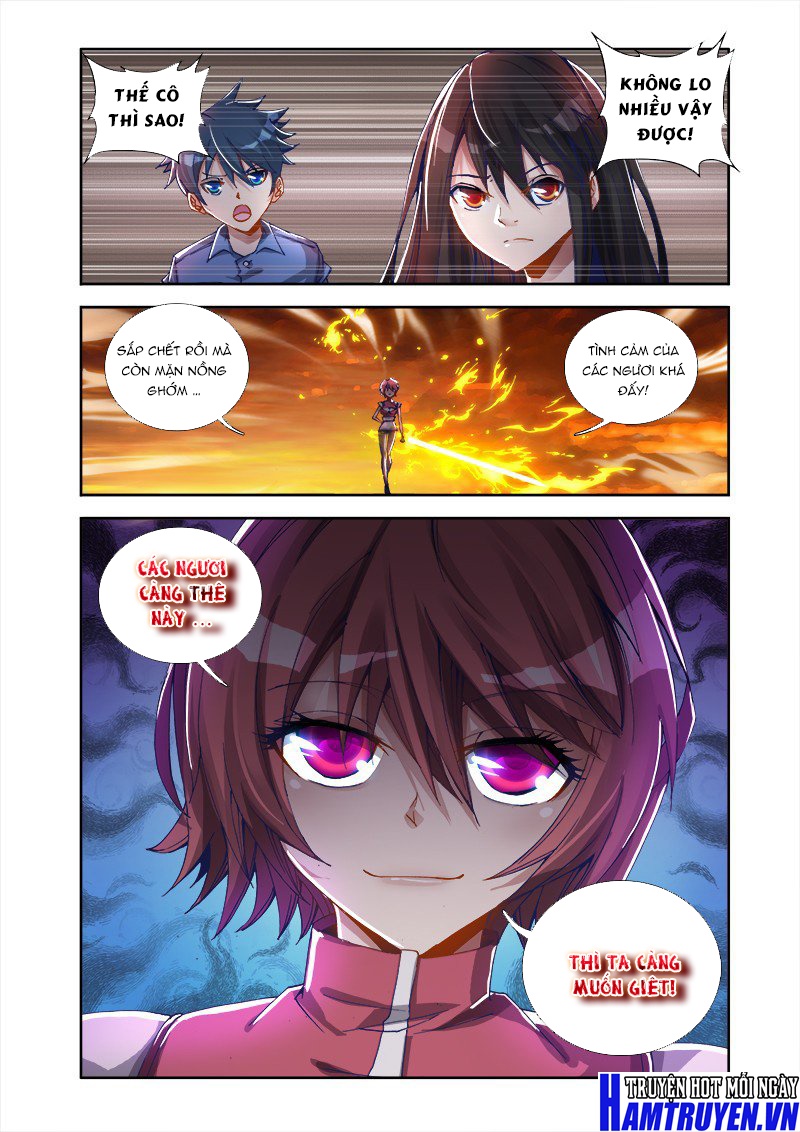 THẾ CÔ
THÌ SAO!
KHÔNG LO
NHIỀU VẬY
ĐƯỢC!
SẮP CHẾT RỒI MÀ
CÒN MẶN NỒNG
GHỚM ...
TÌNH CẢM CỦA
CÁC NGƯƠI KHÁ
ĐẤY!
CÁC NGƯƠI
CÀNG THẾ
NÀY ...
THÌ TA CÀNG
MUỐN GIẾT!
TRUYỆN HOT MỖI NGÀY
HAMTRUYEN.VN